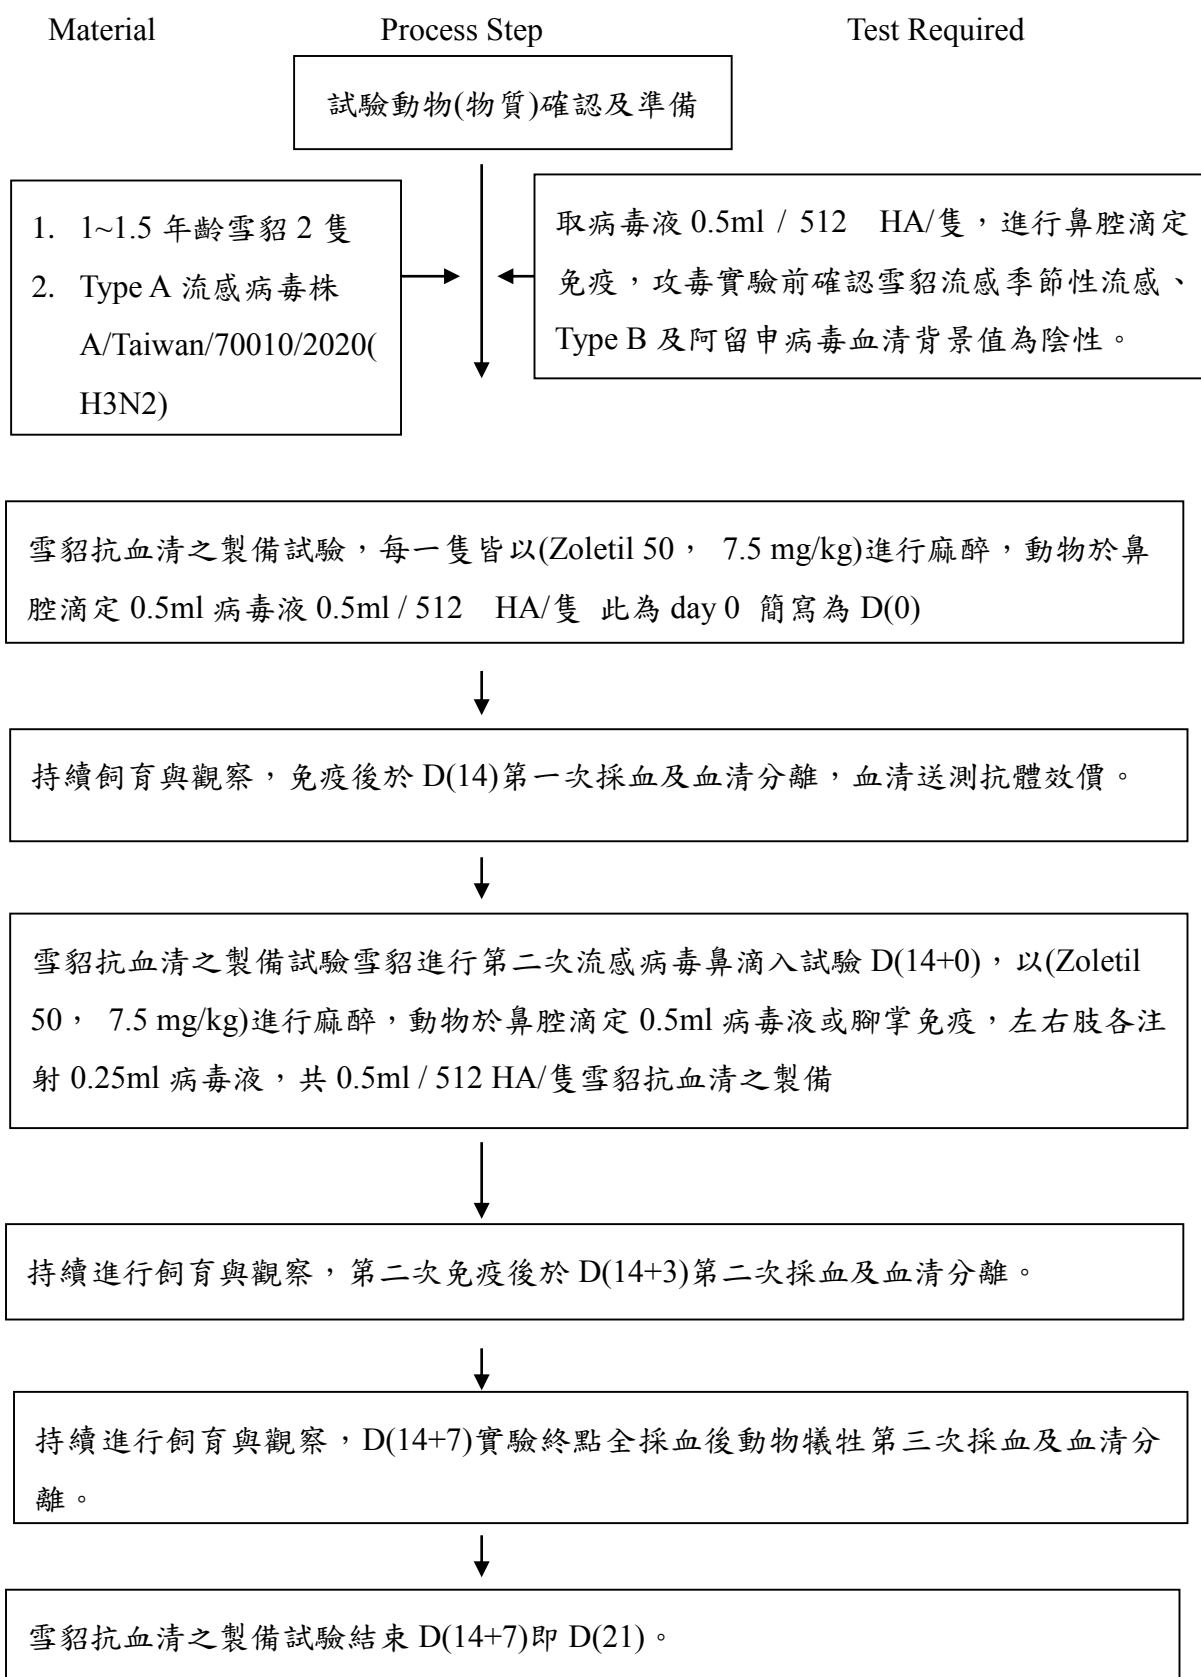 Material Process Step Test Required
試驗動物(物質)確認及準備
1. 1~1.5 年齡雪貂 2 隻
2. Type A 流感病毒株
A/Taiwan/70010/2020(
H3N2)
取病毒液 0.5ml / 512 HA/隻，進行鼻腔滴定
免疫，攻毒實驗前確認雪貂流感季節性流感、
Type B 及阿留申病毒血清背景值為陰性。
雪貂抗血清之製備試驗，每一隻皆以(Zoletil 50， 7.5 mg/kg)進行麻醉，動物於鼻
腔滴定 0.5ml 病毒液 0.5ml / 512 HA/隻 此為 day 0 簡寫為 D(0)
持續飼育與觀察，免疫後於 D(14)第一次採血及血清分離，血清送測抗體效價。
雪貂抗血清之製備試驗雪貂進行第二次流感病毒鼻滴入試驗 D(14+0)，以(Zoletil
50， 7.5 mg/kg)進行麻醉，動物於鼻腔滴定 0.5ml 病毒液或腳掌免疫，左右肢各注
射 0.25ml 病毒液，共 0.5ml / 512 HA/隻雪貂抗血清之製備
持續進行飼育與觀察，第二次免疫後於 D(14+3)第二次採血及血清分離。
持續進行飼育與觀察，D(14+7)實驗終點全採血後動物犧牲第三次採血及血清分
離。
雪貂抗血清之製備試驗結束 D(14+7)即 D(21)。